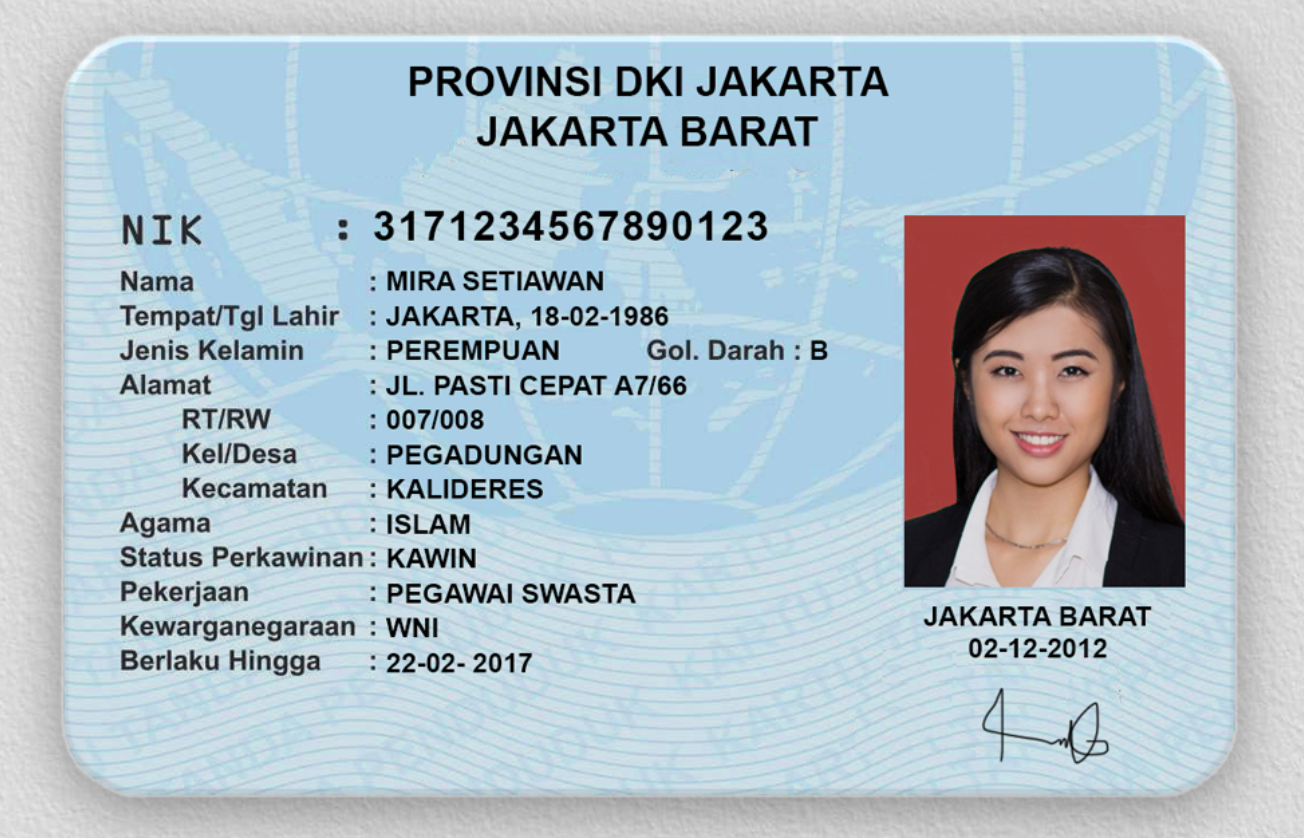 PROVINSI DKI JAKARTA
JAKARTA BARAT
NIK : 3171234567890123
Nama : MIRA SETIAWAN
Tempat/Tgl Lahir : JAKARTA, 18-02-1986
Jenis Kelamin : PEREMPUAN Gol. Darah : B
Alamat : JL. PASTI CEPAT A7/66
RT/RW : 007/008
Kel/Desa : PEGADUNGAN
Kecamatan : KALIDERES
Agama : ISLAM
Status Perkawinan : KAWIN
Pekerjaan : PEGAWAI SWASTA
Kewarganegaraan : WNI
Berlaku Hingga : 22-02- 2017
JAKARTA BARAT
02-12-2012